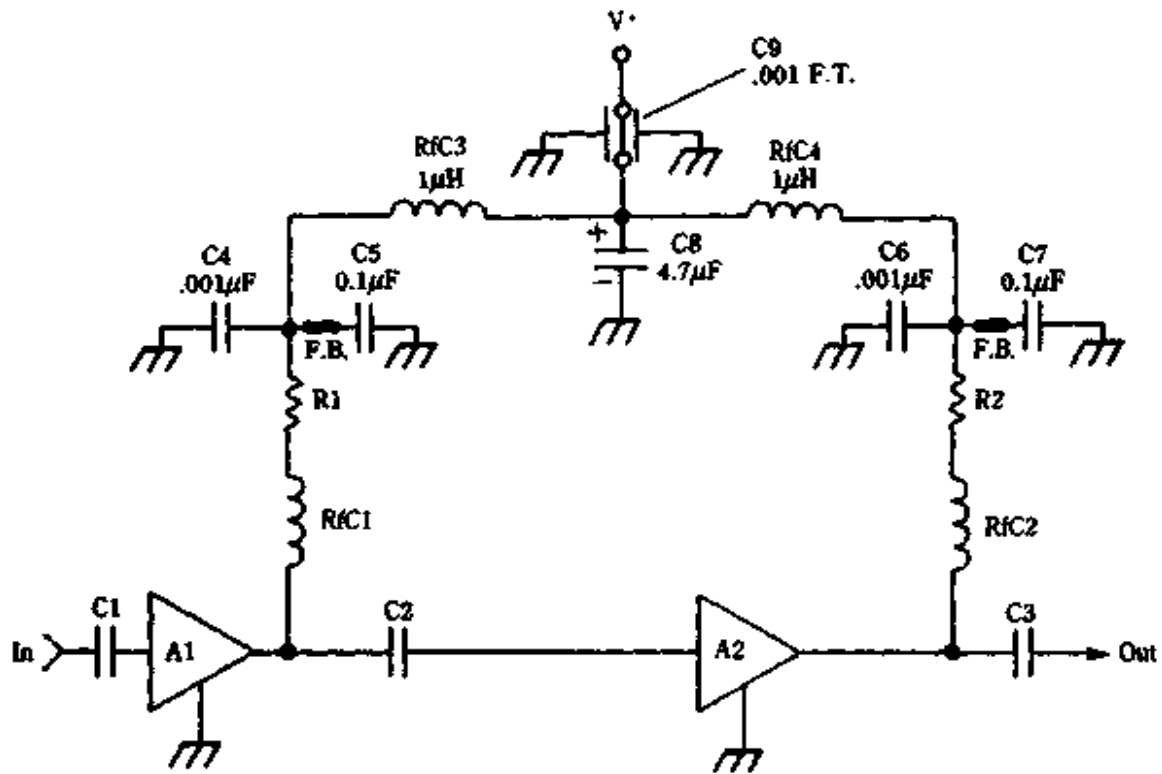 V+
C9
.001 F.T.
RfC3
1μH
RfC4
1μH
+
C8
4.7μF
−
C4
.001μF
C5
0.1μF
C6
.001μF
C7
0.1μF
F.B.
F.B.
R1
R2
RfC1
RfC2
C1
C2
C3
In
A1
A2
Out